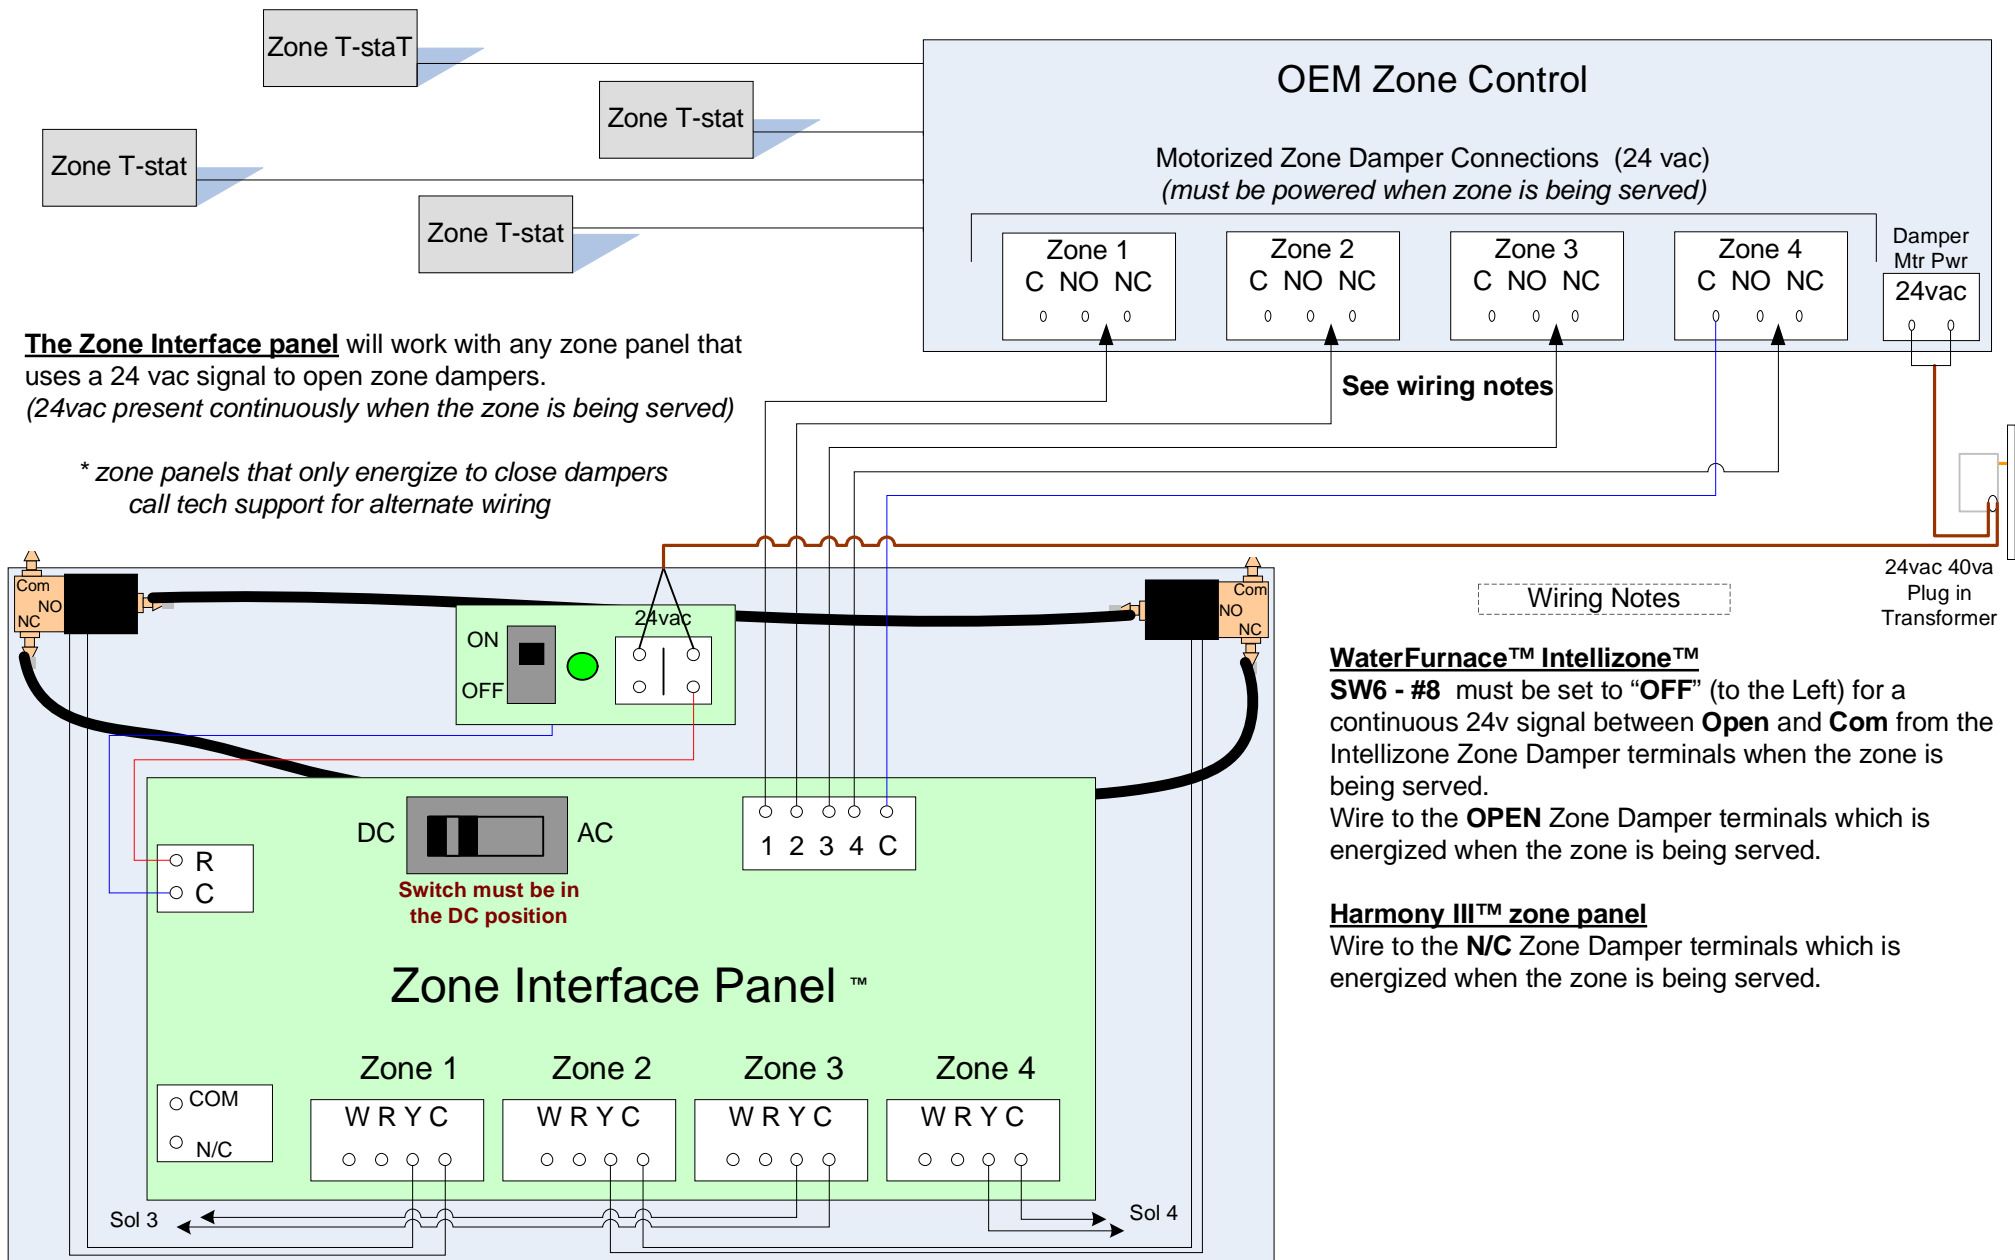 Zone T-staT
Zone T-stat
Zone T-stat
Zone T-stat
OEM Zone Control
Motorized Zone Damper Connections (24 vac)
(must be powered when zone is being served)
Zone 1
C NO NC
Zone 2
C NO NC
Zone 3
C NO NC
Zone 4
C NO NC
Damper
Mtr Pwr
24vac
The Zone Interface panel will work with any zone panel that
uses a 24 vac signal to open zone dampers.
(24vac present continuously when the zone is being served)
* zone panels that only energize to close dampers
call tech support for alternate wiring
See wiring notes
24vac 40va
Plug in
Transformer
Com
NO
NC
Com
NO
NC
ON
OFF
24vac
DC
AC
Switch must be in
the DC position
1 2 3 4 C
R
C
Zone Interface Panel ™
COM
N/C
Zone 1
W R Y C
Zone 2
W R Y C
Zone 3
W R Y C
Zone 4
W R Y C
Sol 3
Sol 4
Wiring Notes
WaterFurnace™ Intellizone™
SW6 - #8 must be set to “OFF” (to the Left) for a
continuous 24v signal between Open and Com from the
Intellizone Zone Damper terminals when the zone is
being served.
Wire to the OPEN Zone Damper terminals which is
energized when the zone is being served.
Harmony III™ zone panel
Wire to the N/C Zone Damper terminals which is
energized when the zone is being served.